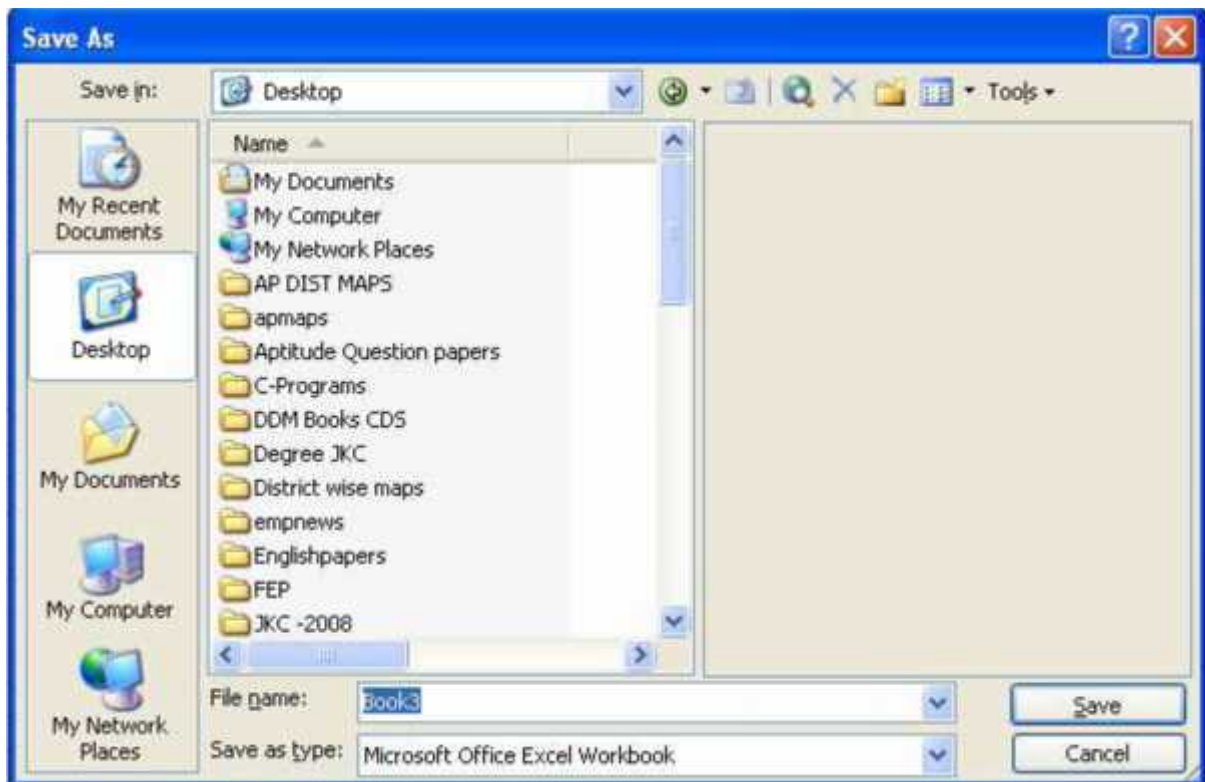 Save As
Save in:
Desktop
Tools
My Recent
Documents
Desktop
My Documents
My Computer
My Network
Places
Name
My Documents
My Computer
My Network Places
AP DIST MAPS
apmaps
Aptitude Question papers
C-Programs
DDM Books CDS
Degree JKC
District wise maps
empnews
Englishpapers
FEP
JKC -2008
File name:
Book3
Save
Save as type:
Microsoft Office Excel Workbook
Cancel